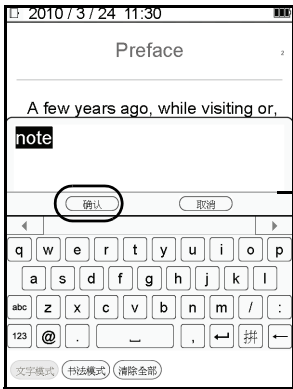 2010 / 3 / 24 11:30
Preface
2
A few years ago, while visiting or,
note
确认 取消
q w e r t y u i o p
a s d f g h j k l
abc z x c v b n m / :
123 @ . , 拼
文字模式 书法模式 清除全部